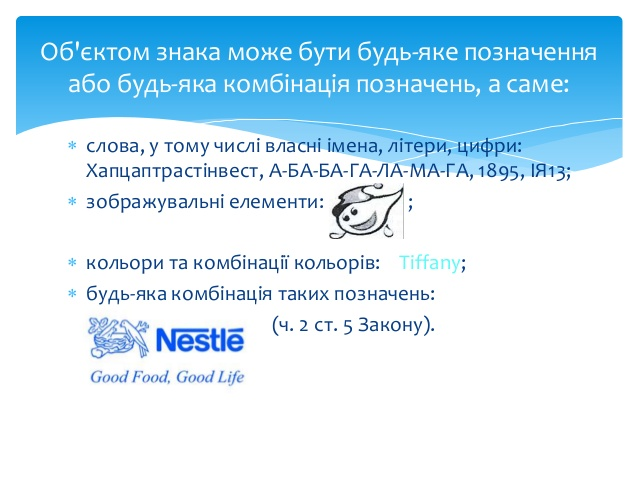 Об'єктом знака може бути будь-яке позначення
або будь-яка комбінація позначень, а саме:
слова, у тому числі власні імена, літери, цифри:
Хапцаптрастінвест, А-БА-БА-ГА-ЛА-МА-ГА, 1895, ІЯ13;
зображувальні елементи: ;
кольори та комбінації кольорів: Tiffany;
будь-яка комбінація таких позначень:
(ч. 2 ст. 5 Закону).
Nestlé
Good Food, Good Life